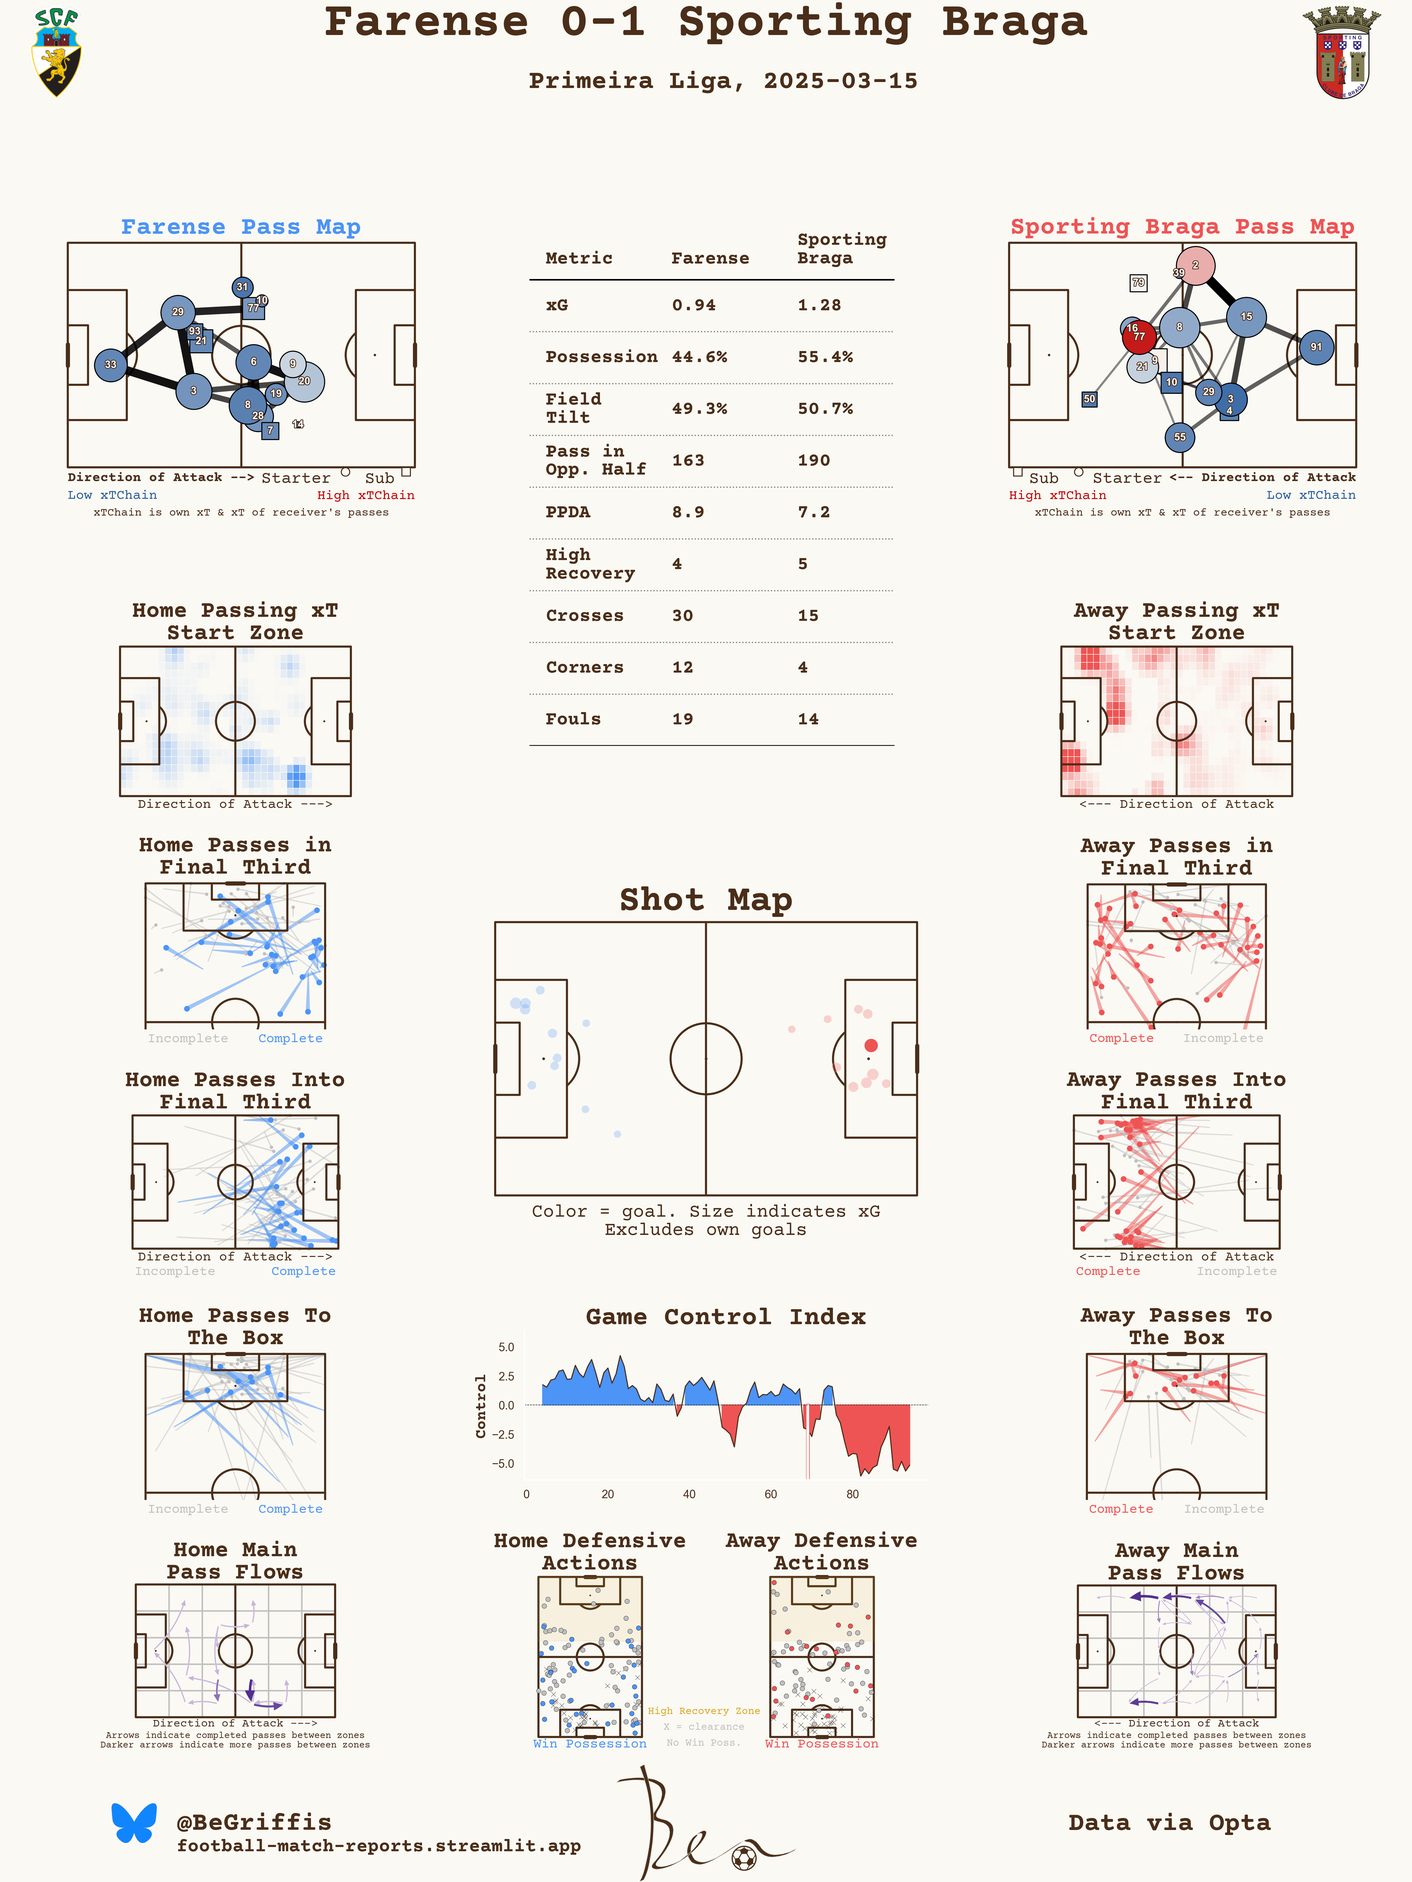 Farense 0-1 Sporting Braga
Primeira Liga, 2025-03-15
SCF
SPORTING
CLUBE DE BRAGA
Farense Pass Map
31
10
77
29
93
21
33
6
9
20
3
19
8
28
7
14
Direction of Attack --> Starter Sub
Low xTChain High xTChain
xTChain is own xT & xT of receiver's passes
Metric Farense Sporting Braga
xG 0.94 1.28
Possession 44.6% 55.4%
Field Tilt 49.3% 50.7%
Pass in Opp. Half 163 190
PPDA 8.9 7.2
High Recovery 4 5
Crosses 30 15
Corners 12 4
Fouls 19 14
Sporting Braga Pass Map
2
39
79
15
16
8
77
91
9
21
10
50
29
3
4
55
Sub Starter <-- Direction of Attack
High xTChain Low xTChain
xTChain is own xT & xT of receiver's passes
Home Passing xT
Start Zone
Direction of Attack --->
Away Passing xT
Start Zone
<--- Direction of Attack
Home Passes in
Final Third
Incomplete Complete
Away Passes in
Final Third
Complete Incomplete
Shot Map
Color = goal. Size indicates xG
Excludes own goals
Home Passes Into
Final Third
Direction of Attack --->
Incomplete Complete
Away Passes Into
Final Third
<--- Direction of Attack
Complete Incomplete
Home Passes To
The Box
Incomplete Complete
Game Control Index
Control
5.0
2.5
0.0
−2.5
−5.0
0 20 40 60 80
Away Passes To
The Box
Complete Incomplete
Home Main
Pass Flows
Direction of Attack --->
Arrows indicate completed passes between zones
Darker arrows indicate more passes between zones
Home Defensive
Actions
Win Possession
Away Defensive
Actions
Win Possession
High Recovery Zone
X = clearance
No Win Poss.
Away Main
Pass Flows
<--- Direction of Attack
Arrows indicate completed passes between zones
Darker arrows indicate more passes between zones
@BeGriffis
football-match-reports.streamlit.app
Ben
Data via Opta